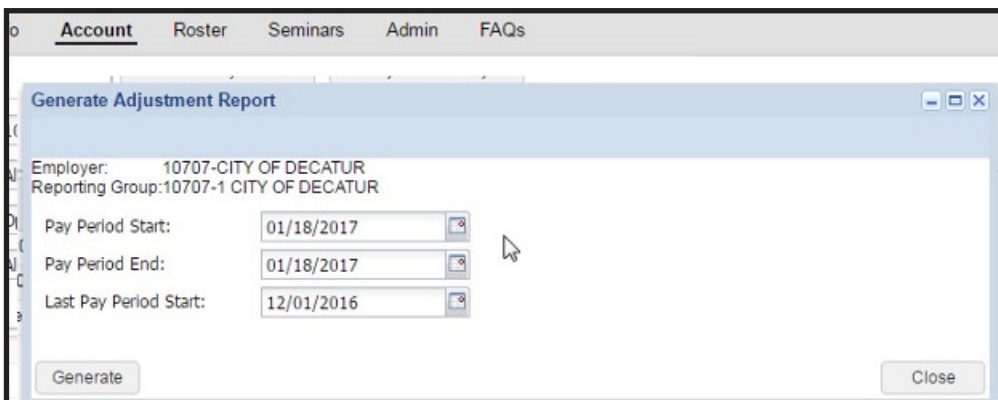 o Account Roster Seminars Admin FAQs
Generate Adjustment Report
Employer: 10707-CITY OF DECATUR
Reporting Group:10707-1 CITY OF DECATUR
Pay Period Start: 01/18/2017
Pay Period End: 01/18/2017
Last Pay Period Start: 12/01/2016
Generate Close